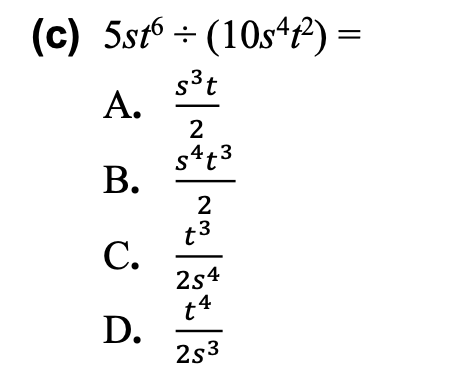 (c) 5st⁶ ÷ (10s⁴t²) =
A. s³t/2
B. s⁴t³/2
C. t³/2s⁴
D. t⁴/2s³